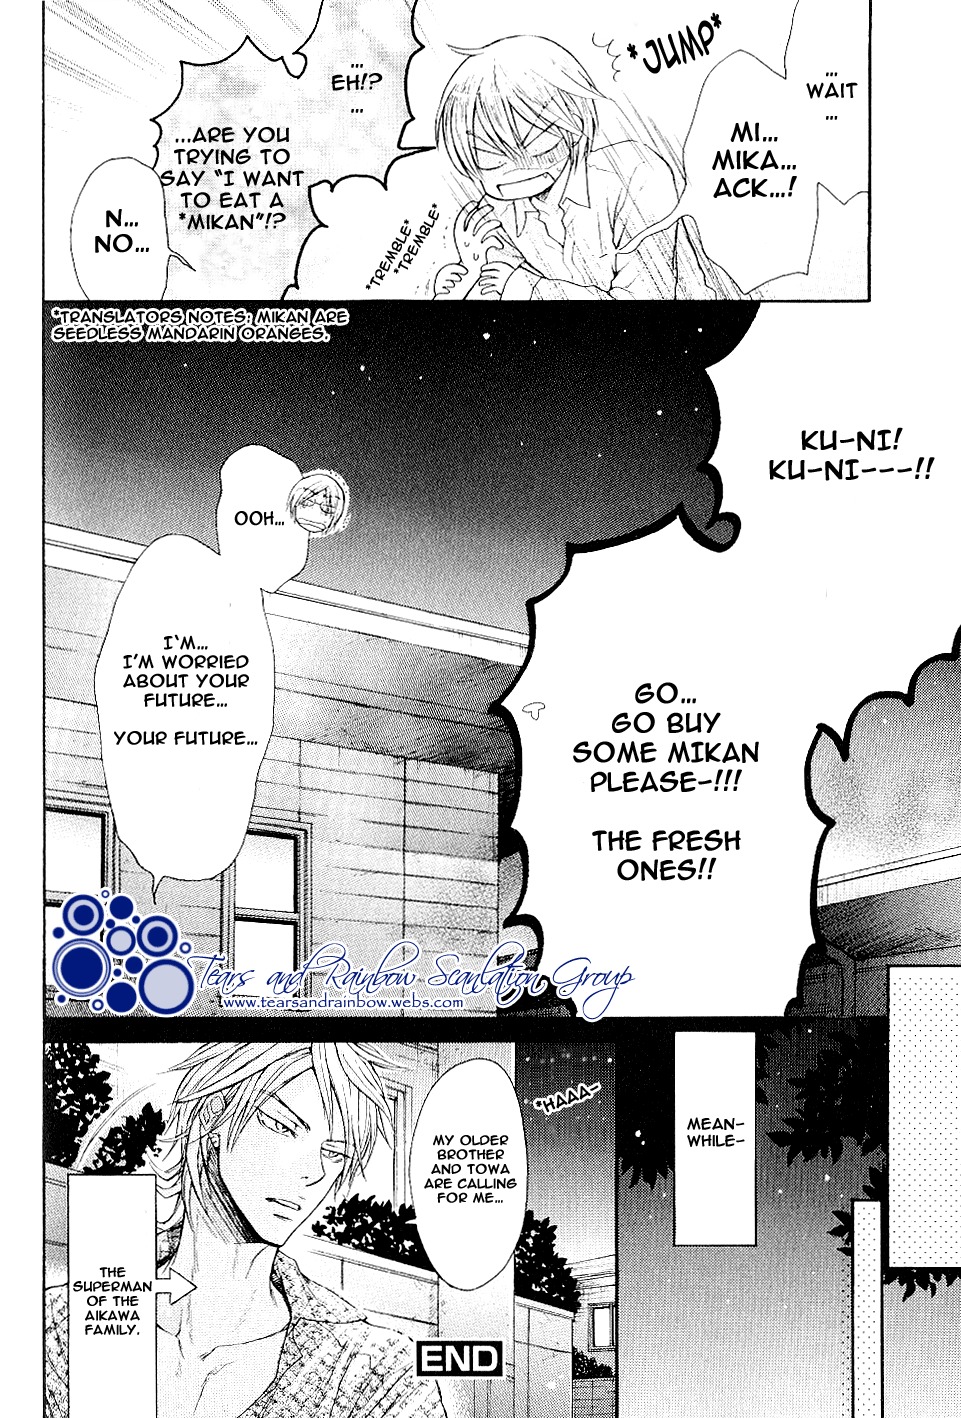 ...
WAIT
...
MI...
MIKA...
ACK...!
*JUMP*
...
EH!?
...
...ARE YOU
TRYING TO
SAY "I WANT
TO EAT A
*MIKAN"!?
*TREMBLE*
*TREMBLE*
N...
NO...
*TRANSLATORS NOTES: MIKAN ARE
SEEDLESS MANDARIN ORANGES.
KU-NI!
KU-NI---!!
GO...
GO BUY
SOME MIKAN
PLEASE-!!!
THE FRESH
ONES!!
OOH...
I'M...
I'M WORRIED
ABOUT YOUR
FUTURE...
YOUR FUTURE...
Tears and Rainbow Scanlation Group
www.tearsandrainbow.webs.com
MEAN-
WHILE-
*HAAA-
MY OLDER
BROTHER
AND TOWA
ARE CALLING
FOR ME...
THE
SUPERMAN
OF THE
AIKAWA
FAMILY.
END